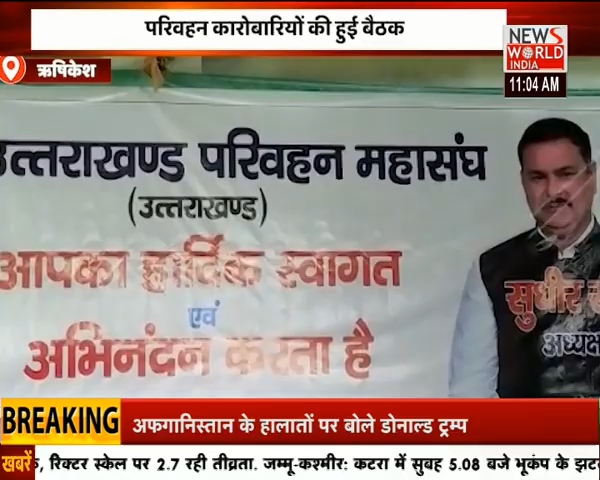 परिवहन कारोबारियों की हुई बैठक
NEWS
WORLD
INDIA
11:04 AM
ऋषिकेश
उत्तराखण्ड परिवहन महासंघ
(उत्तराखण्ड)
आपका हार्दिक स्वागत
एवं
अभिनंदन करता है
सुधीर
अध्यक्ष
BREAKING
अफगानिस्तान के हालातों पर बोले डोनाल्ड ट्रम्प
खबरें
, रिक्टर स्केल पर 2.7 रही तीव्रता. जम्मू-कश्मीर: कटरा में सुबह 5.08 बजे भूकंप के झट